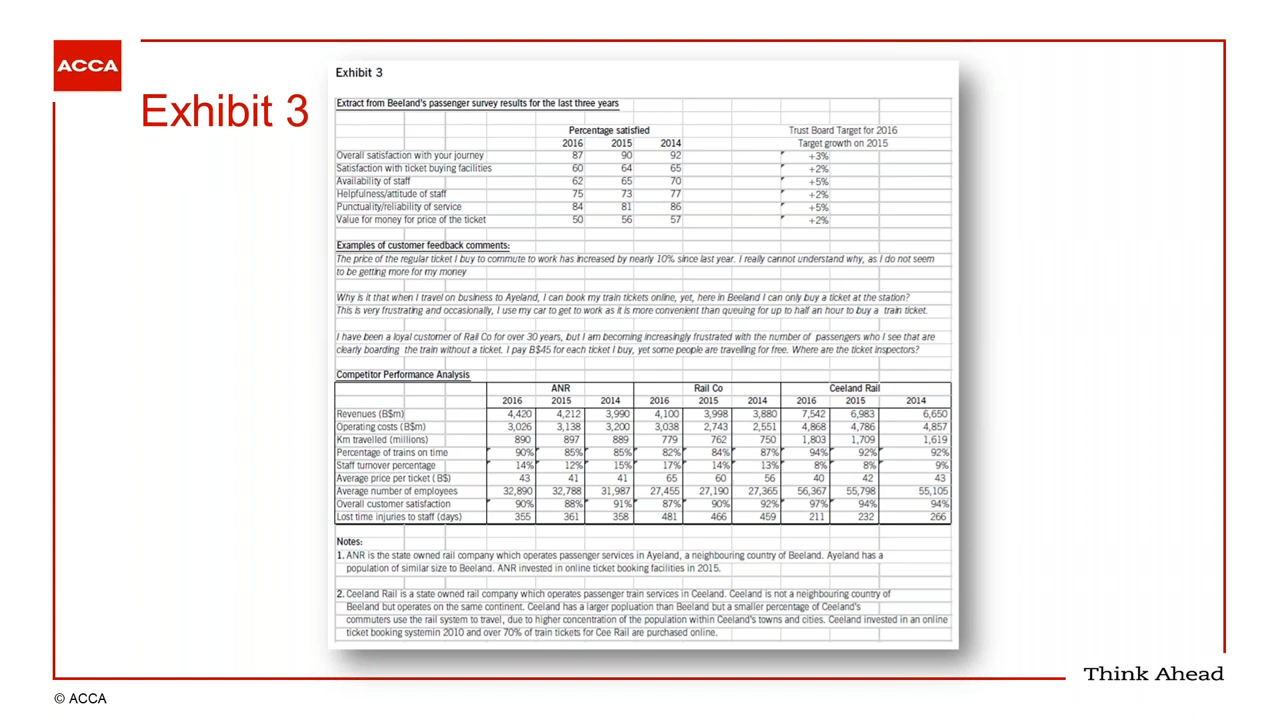 ACCA
Exhibit 3
Exhibit 3
Extract from Beeland's passenger survey results for the last three years
Percentage satisfied Trust Board Target for 2016
2016 2015 2014 Target growth on 2015
Overall satisfaction with your journey 87 90 92 +3%
Satisfaction with ticket buying facilities 60 64 65 +2%
Availability of staff 62 65 70 +5%
Helpfulness/attitude of staff 75 73 77 +2%
Punctuality/reliability of service 84 81 86 +5%
Value for money for price of the ticket 50 56 57 +2%
Examples of customer feedback comments:
The price of the regular ticket I buy to commute to work has increased by nearly 10% since last year. I really cannot understand why, as I do not seem
to be getting more for my money
Why is it that when I travel on business to Ayeland, I can book my train tickets online, yet, here in Beeland I can only buy a ticket at the station?
This is very frustrating and occasionally, I use my car to get to work as it is more convenient than queuing for up to half an hour to buy a train ticket.
I have been a loyal customer of Rail Co for over 30 years, but I am becoming increasingly frustrated with the number of passengers who I see that are
clearly boarding the train without a ticket. I pay B$45 for each ticket I buy, yet some people are travelling for free. Where are the ticket inspectors?
Competitor Performance Analysis
ANR Rail Co Ceeland Rail
2016 2015 2014 2016 2015 2014 2016 2015 2014
Revenues (B$m) 4,420 4,212 3,990 4,100 3,998 3,880 7,542 6,983 6,650
Operating costs (B$m) 3,026 3,138 3,200 3,038 2,743 2,551 4,868 4,786 4,857
Km travelled (millions) 890 897 889 779 762 750 1,803 1,709 1,619
Percentage of trains on time 90% 85% 85% 82% 84% 87% 94% 92% 92%
Staff turnover percentage 14% 12% 15% 17% 14% 13% 8% 8% 9%
Average price per ticket ( B$) 43 41 41 65 60 56 40 42 43
Average number of employees 32,890 32,788 31,987 27,455 27,190 27,365 56,367 55,798 55,105
Overall customer satisfaction 90% 88% 91% 87% 90% 92% 97% 94% 94%
Lost time injuries to staff (days) 355 361 358 481 466 459 211 232 266
Notes:
1. ANR is the state owned rail company which operates passenger services in Ayeland, a neighbouring country of Beeland. Ayeland has a
population of similar size to Beeland. ANR invested in online ticket booking facilities in 2015.
2. Ceeland Rail is a state owned rail company which operates passenger train services in Ceeland. Ceeland is not a neighbouring country of
Beeland but operates on the same continent. Ceeland has a larger popluation than Beeland but a smaller percentage of Ceeland's
commuters use the rail system to travel, due to higher concentration of the population within Ceeland's towns and cities. Ceeland invested in an online
ticket booking systemin 2010 and over 70% of train tickets for Cee Rail are purchased online.
Think Ahead
© ACCA